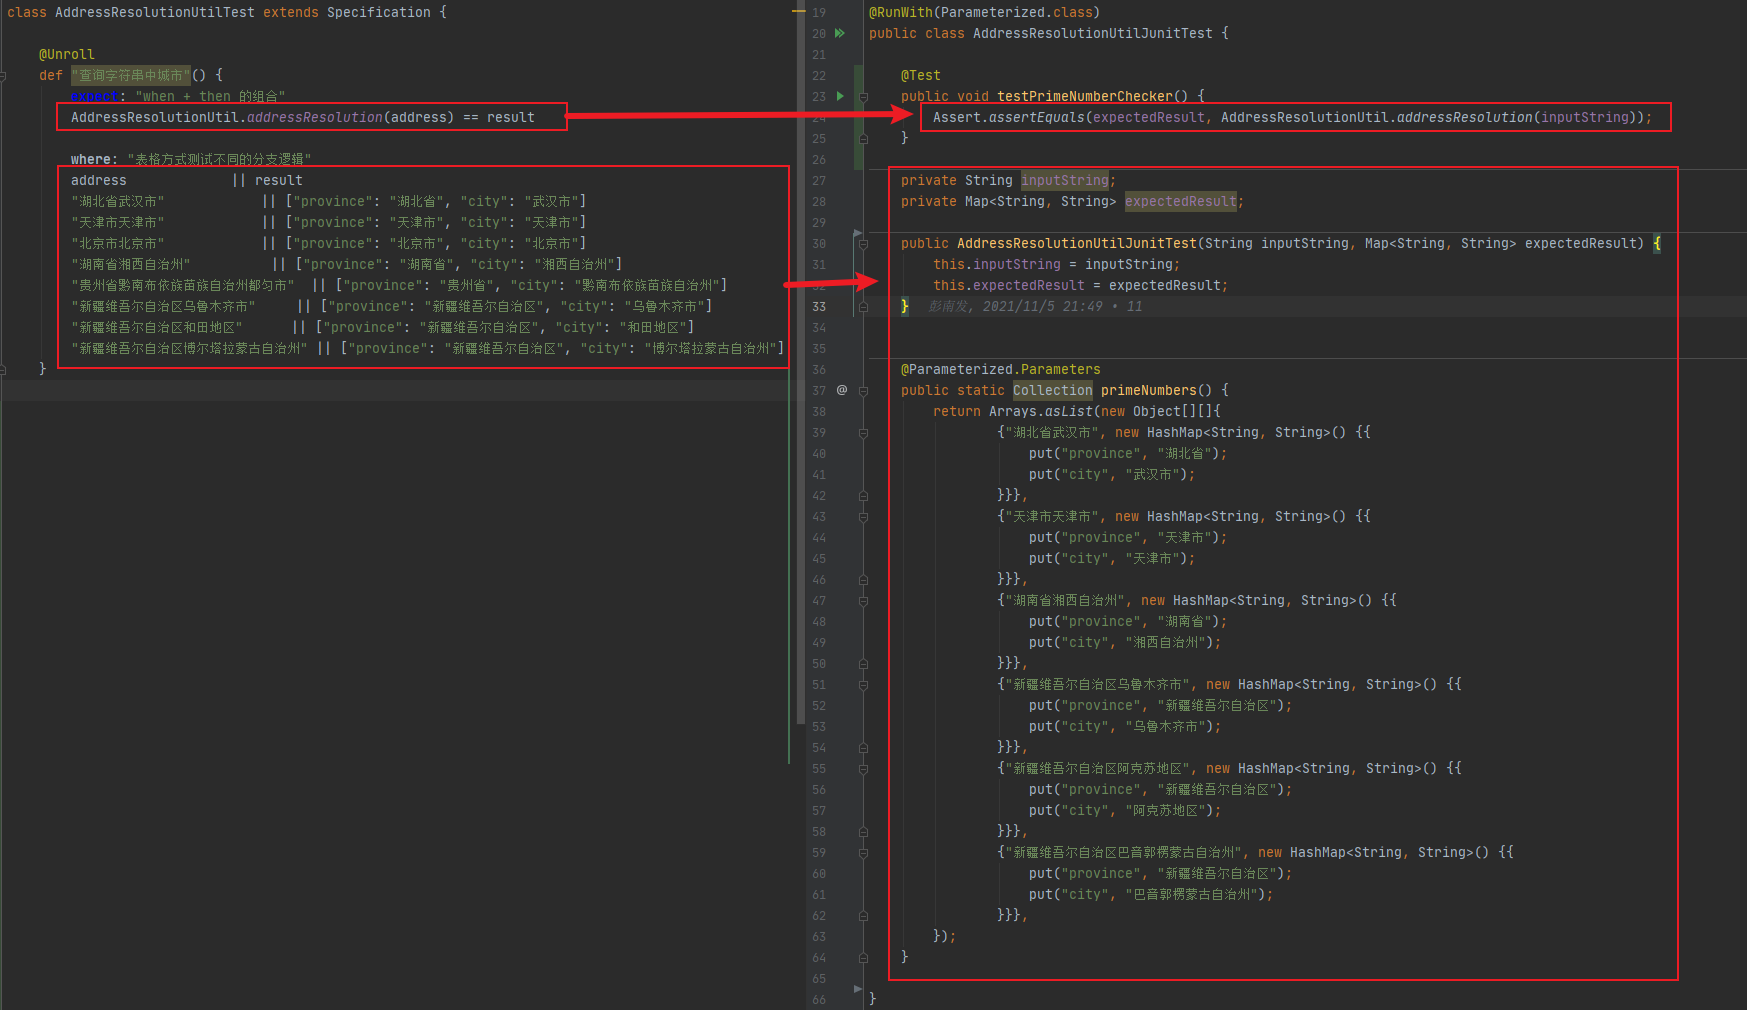 class AddressResolutionUtilTest extends Specification {
@Unroll
def "查询字符串中城市"() {
expect: "when + then 的组合"
AddressResolutionUtil.addressResolution(address) == result
where: "表格方式测试不同的分支逻辑"
address || result
"湖北省武汉市" || ["province": "湖北省", "city": "武汉市"]
"天津市天津市" || ["province": "天津市", "city": "天津市"]
"北京市北京市" || ["province": "北京市", "city": "北京市"]
"湖南省湘西自治州" || ["province": "湖南省", "city": "湘西自治州"]
"贵州省黔南布依族苗族自治州都匀市" || ["province": "贵州省", "city": "黔南布依族苗族自治州"]
"新疆维吾尔自治区乌鲁木齐市" || ["province": "新疆维吾尔自治区", "city": "乌鲁木齐市"]
"新疆维吾尔自治区和田地区" || ["province": "新疆维吾尔自治区", "city": "和田地区"]
"新疆维吾尔自治区博尔塔拉蒙古自治州" || ["province": "新疆维吾尔自治区", "city": "博尔塔拉蒙古自治州"]
}
19 @RunWith(Parameterized.class)
20 public class AddressResolutionUtilJunitTest {
21
22 @Test
23 public void testPrimeNumberChecker() {
24 Assert.assertEquals(expectedResult, AddressResolutionUtil.addressResolution(inputString));
25 }
26
27 private String inputString;
28 private Map<String, String> expectedResult;
29
30 public AddressResolutionUtilJunitTest(String inputString, Map<String, String> expectedResult) {
31 this.inputString = inputString;
32 this.expectedResult = expectedResult;
33 } 彭南发, 2021/11/5 21:49 • 11
34
35
36 @Parameterized.Parameters
37 @ public static Collection primeNumbers() {
38 return Arrays.asList(new Object[][]{
39 {"湖北省武汉市", new HashMap<String, String>() {{
40 put("province", "湖北省");
41 put("city", "武汉市");
42 }}},
43 {"天津市天津市", new HashMap<String, String>() {{
44 put("province", "天津市");
45 put("city", "天津市");
46 }}},
47 {"湖南省湘西自治州", new HashMap<String, String>() {{
48 put("province", "湖南省");
49 put("city", "湘西自治州");
50 }}},
51 {"新疆维吾尔自治区乌鲁木齐市", new HashMap<String, String>() {{
52 put("province", "新疆维吾尔自治区");
53 put("city", "乌鲁木齐市");
54 }}},
55 {"新疆维吾尔自治区阿克苏地区", new HashMap<String, String>() {{
56 put("province", "新疆维吾尔自治区");
57 put("city", "阿克苏地区");
58 }}},
59 {"新疆维吾尔自治区巴音郭楞蒙古自治州", new HashMap<String, String>() {{
60 put("province", "新疆维吾尔自治区");
61 put("city", "巴音郭楞蒙古自治州");
62 }}},
63 });
64 }
65
66 }